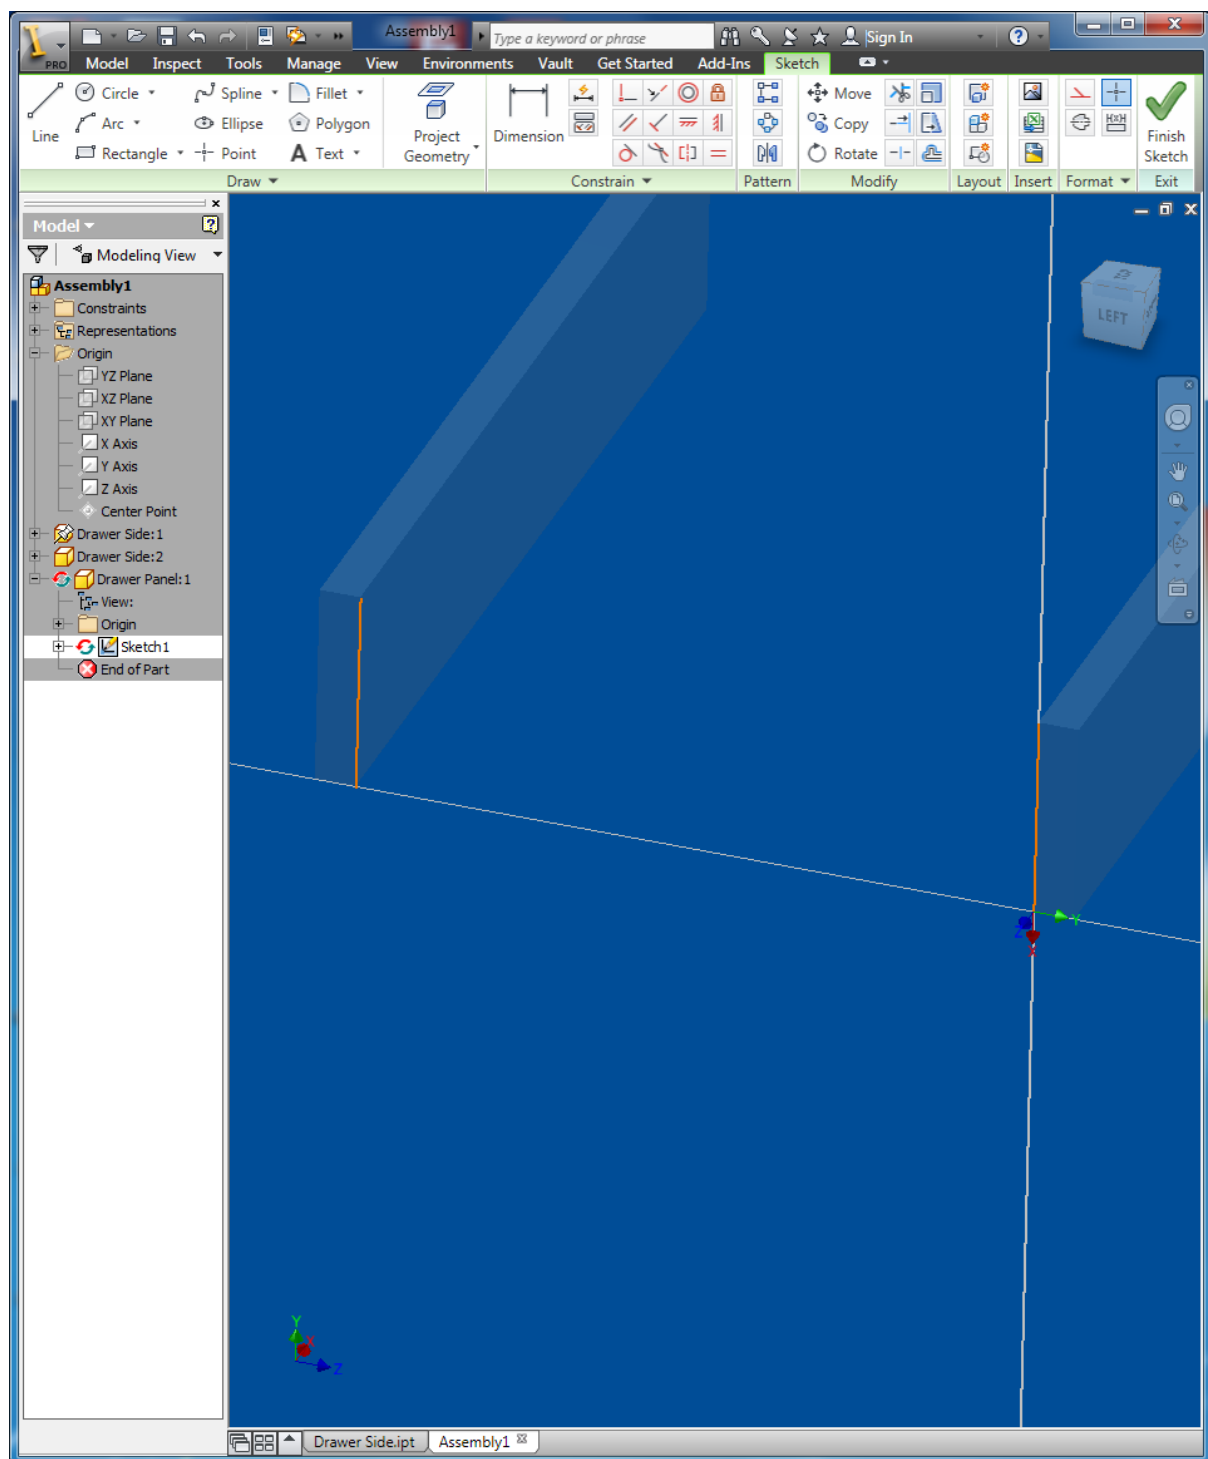 Assembly1 Type a keyword or phrase Sign In ?
PRO Model Inspect Tools Manage View Environments Vault Get Started Add-Ins Sketch
Circle Spline Fillet Move
Line Arc Ellipse Polygon Project Geometry Dimension Copy Finish Sketch
Rectangle Point A Text Rotate
Draw Constrain Pattern Modify Layout Insert Format Exit
Model ?
Modeling View
Assembly1
Constraints
Representations
Origin
YZ Plane
XZ Plane
XY Plane
X Axis
Y Axis
Z Axis
Center Point
Drawer Side:1
Drawer Side:2
Drawer Panel:1
View:
Origin
Sketch1
End of Part
LEFT
Y
Z
X
Y
X
Z
Drawer Side.ipt Assembly1